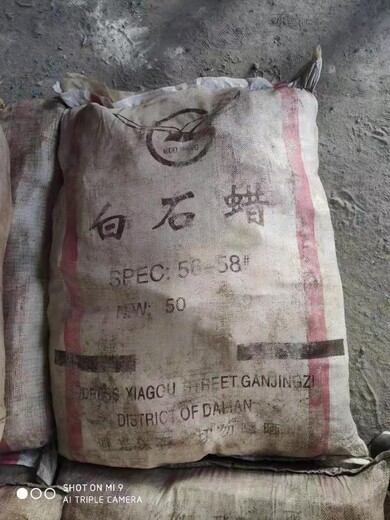 白石蜡
SPEC: 56-58#
N.W: 50
ADDRESS XIAGOU STREET GANJINGZI
DISTRICT OF DALIAN
SHOT ON MI 9
AI TRIPLE CAMERA